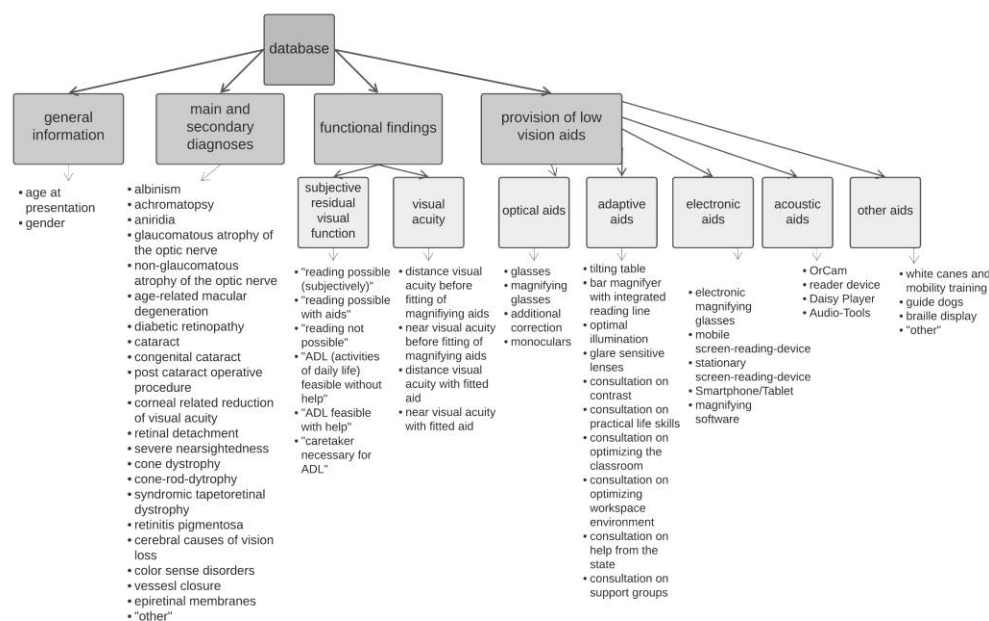 database
general
information
main and
secondary
diagnoses
functional findings
provision of low
vision aids
subjective
residual
visual
function
visual
acuity
optical aids
adaptive
aids
electronic
aids
acoustic
aids
other aids
• age at
presentation
• gender
• albinism
• achromatopsy
• aniridia
• glaucomatous atrophy of
the optic nerve
• non-glaucomatous
atrophy of the optic nerve
• age-related macular
degeneration
• diabetic retinopathy
• cataract
• congenital cataract
• post cataract operative
procedure
• corneal related reduction
of visual acuity
• retinal detachment
• severe nearsightedness
• cone dystrophy
• cone-rod-dytrophy
• syndromic tapetoretinal
dystrophy
• retinitis pigmentosa
• cerebral causes of vision
loss
• color sense disorders
• vessesl closure
• epiretinal membranes
• "other"
• "reading possible
(subjectively)"
• "reading possible
with aids"
• "reading not
possible"
• "ADL (activities
of daily life)
feasible without
help"
• "ADL feasible
with help"
• "caretaker
necessary for
ADL"
• distance visual
acuity before
fitting of
magnifying aids
• near visual acuity
before fitting of
magnifying aids
• distance visual
acuity with fitted
aid
• near visual acuity
with fitted aid
• glasses
• magnifying
glasses
• additional
correction
• monoculars
• tilting table
• bar magnifyer
with integrated
reading line
• optimal
illumination
• glare sensitive
lenses
• consultation on
contrast
• consultation on
practical life skills
• consultation on
optimizing the
classroom
• consultation on
optimizing
workspace
environment
• consultation on
help from the
state
• consultation on
support groups
• electronic
magnifying
glasses
• mobile
screen-reading-device
• stationary
screen-reading-device
• Smartphone/Tablet
• magnifying
software
• OrCam
• reader device
• Daisy Player
• Audio-Tools
• white canes and
mobility training
• guide dogs
• braille display
• "other"